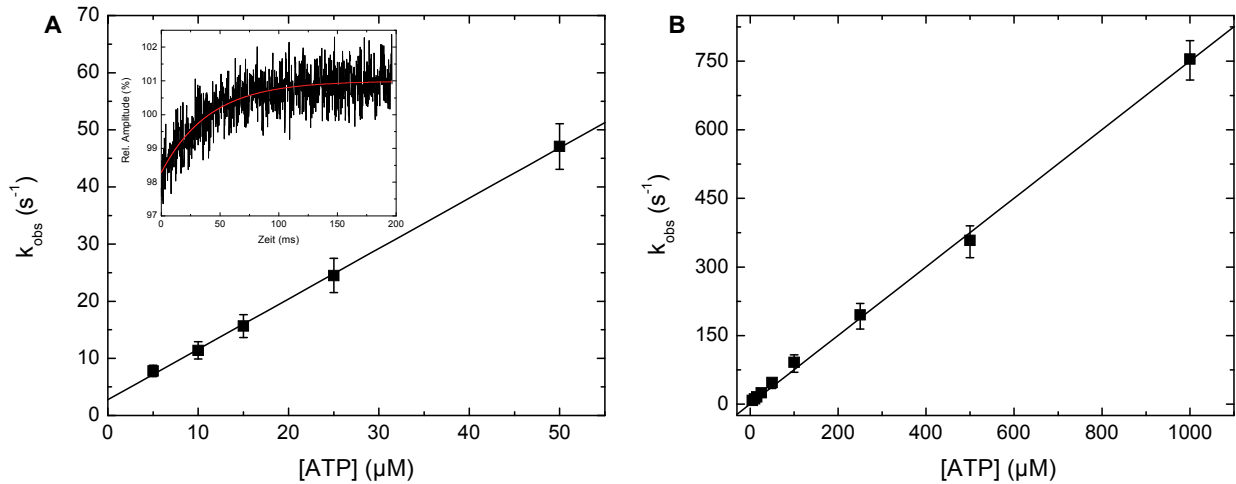 A
70
60
50
40
30
20
10
0
k_obs (s⁻¹)
0 10 20 30 40 50
[ATP] (µM)
102
101
100
99
98
97
Rel. Amplitude (%)
0 50 100 150 200
Zeit (ms)
B
750
600
450
300
150
0
k_obs (s⁻¹)
0 200 400 600 800 1000
[ATP] (µM)